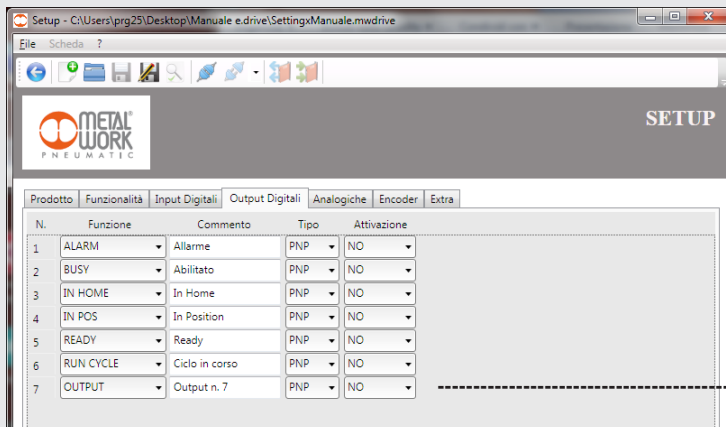 Setup - C:\Users\prg25\Desktop\Manuale e.drive\SettingxManuale.mwdrive
File Scheda ?
METAL
WORK
PNEUMATIC
SETUP
Prodotto Funzionalità Input Digitali Output Digitali Analogiche Encoder Extra
N. Funzione Commento Tipo Attivazione
1 ALARM Allarme PNP NO
2 BUSY Abilitato PNP NO
3 IN HOME In Home PNP NO
4 IN POS In Position PNP NO
5 READY Ready PNP NO
6 RUN CYCLE Ciclo in corso PNP NO
7 OUTPUT Output n. 7 PNP NO